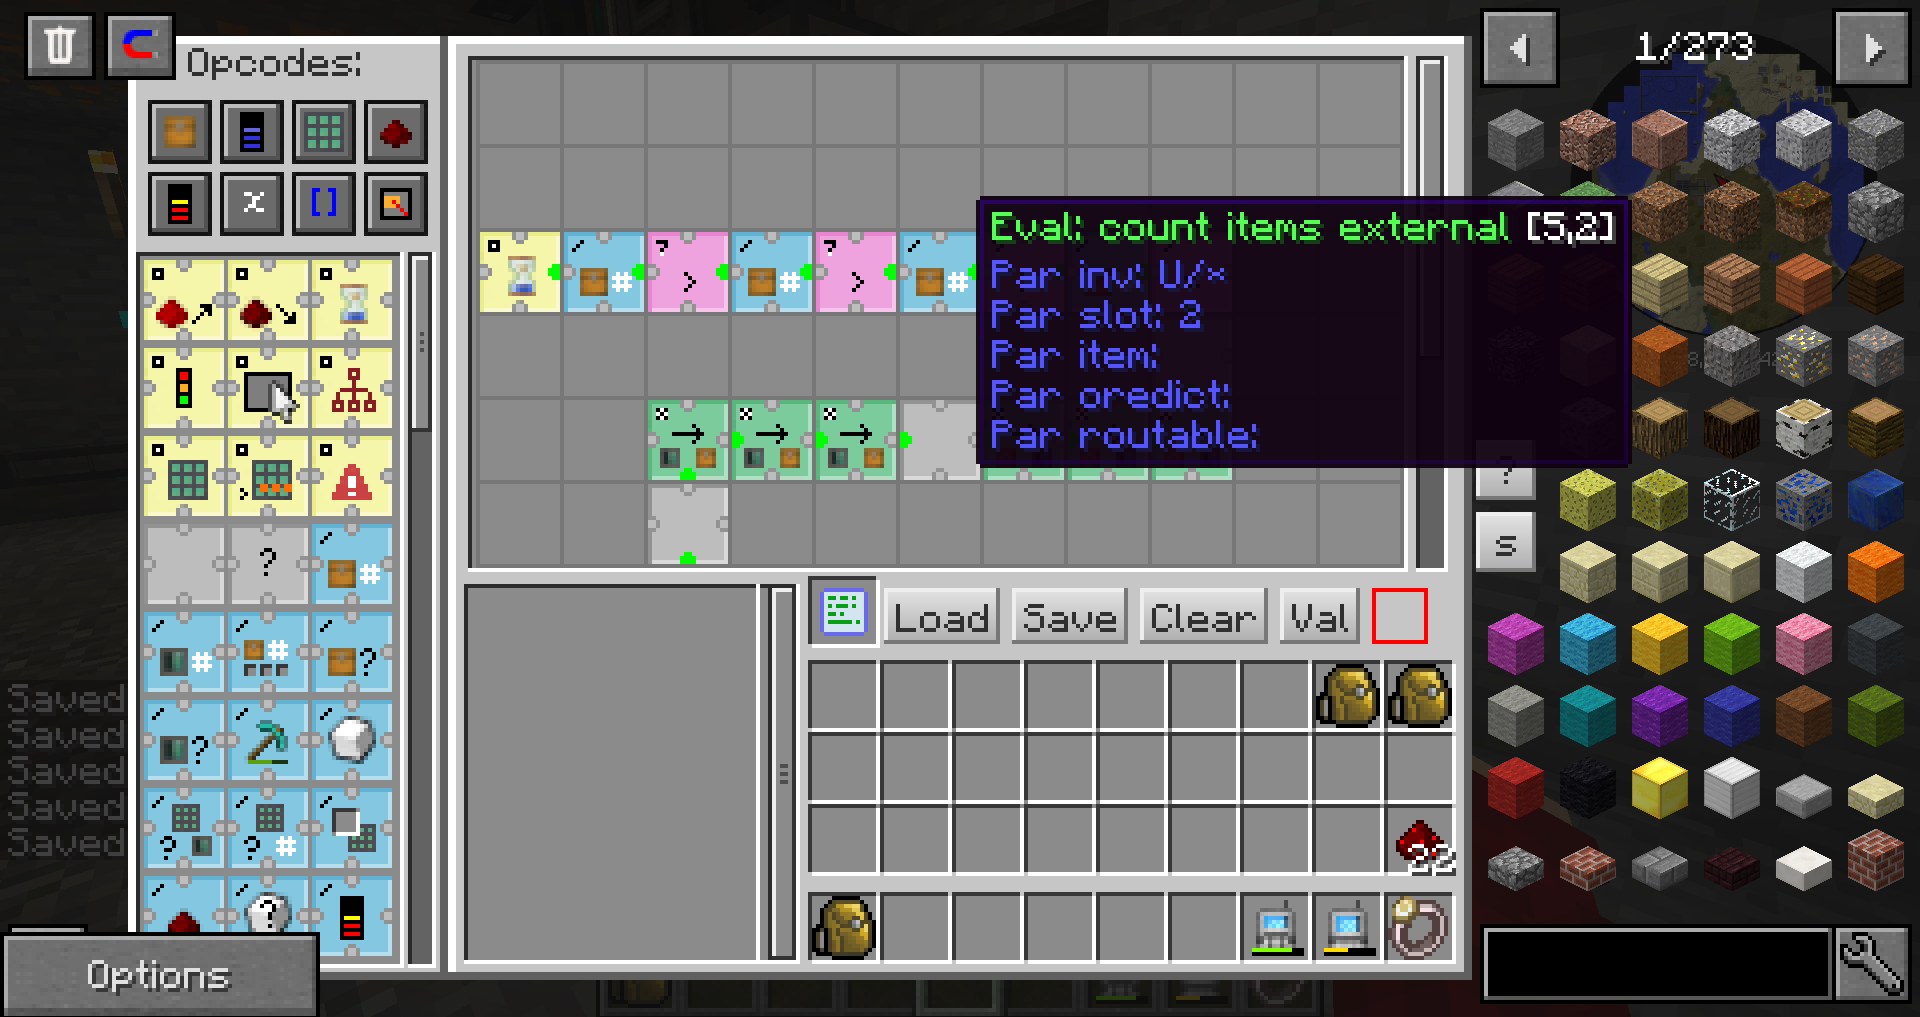 Opcodes:
1/273
Eval: count items external [5,2]
Par inv: U/x
Par slot: 2
Par item:
Par oredict:
Par routable:
?
s
Load
Save
Clear
Val
Saved
Saved
Saved
Saved
Saved
22
Options